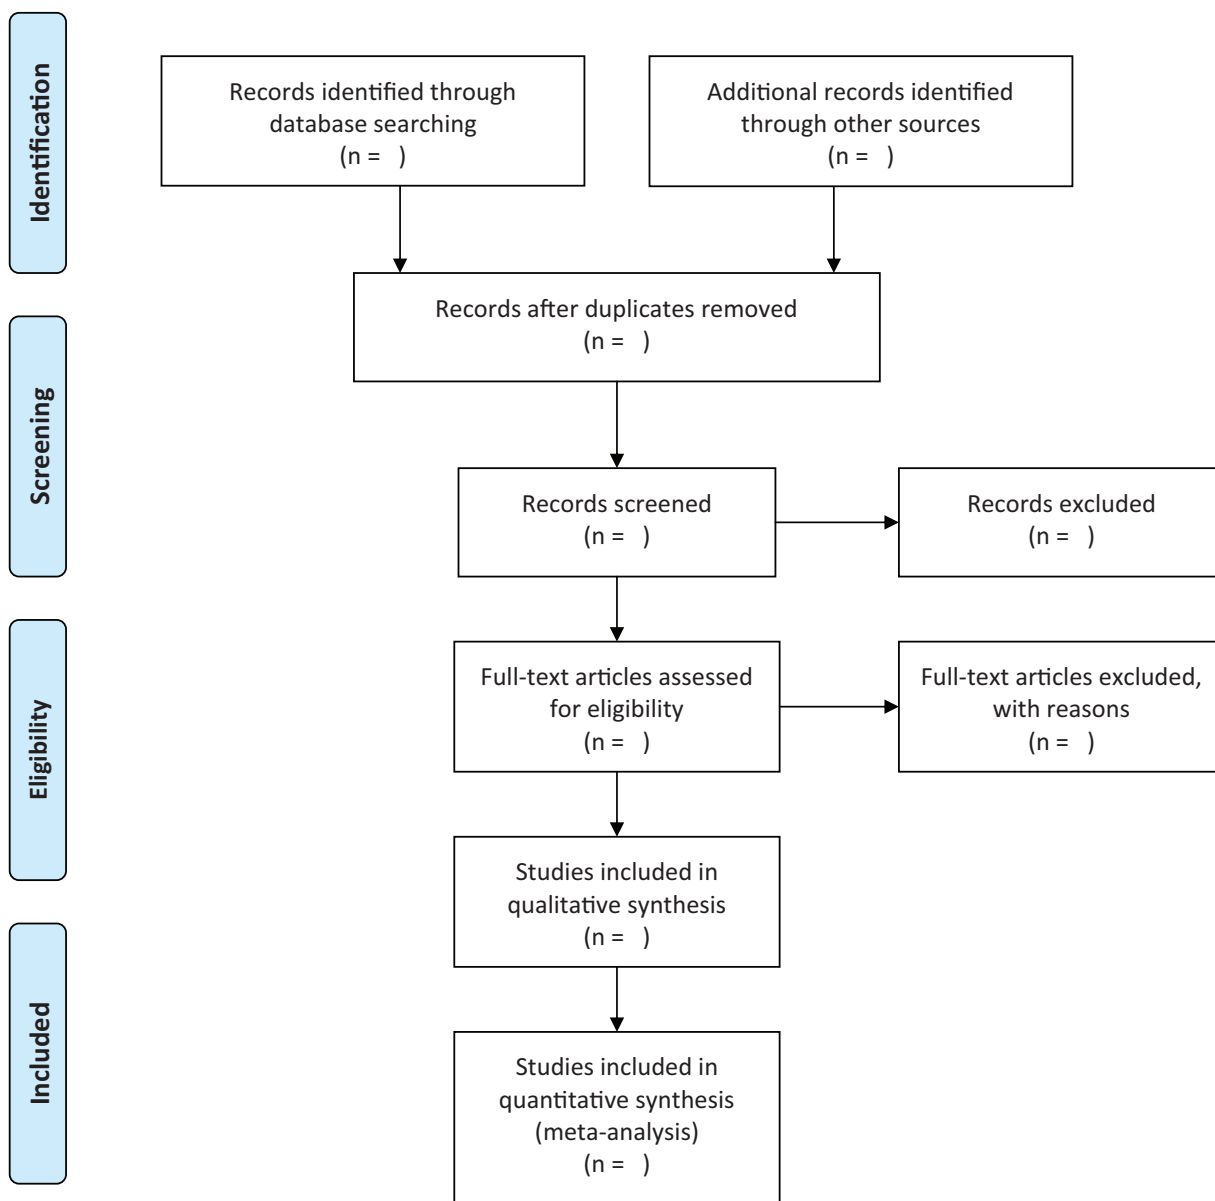 Identification
Records identified through
database searching
(n =   )
Additional records identified
through other sources
(n =   )
Screening
Records after duplicates removed
(n =   )
Records screened
(n =   )
Records excluded
(n =   )
Eligibility
Full-text articles assessed
for eligibility
(n =   )
Full-text articles excluded,
with reasons
(n =   )
Studies included in
qualitative synthesis
(n =   )
Included
Studies included in
quantitative synthesis
(meta-analysis)
(n =   )